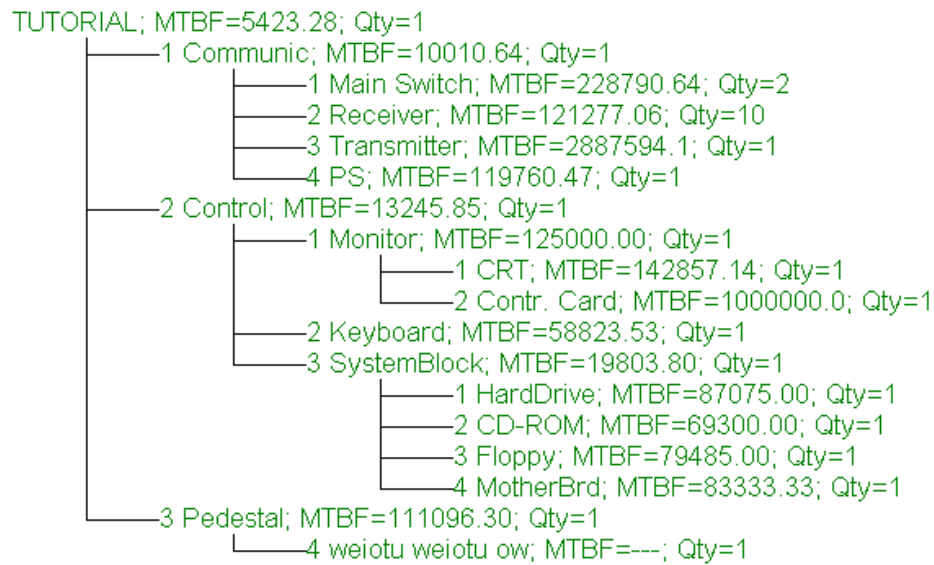 TUTORIAL; MTBF=5423.28; Qty=1
1 Communic; MTBF=10010.64; Qty=1
1 Main Switch; MTBF=228790.64; Qty=2
2 Receiver; MTBF=121277.06; Qty=10
3 Transmitter; MTBF=2887594.1; Qty=1
4 PS; MTBF=119760.47; Qty=1
2 Control; MTBF=13245.85; Qty=1
1 Monitor; MTBF=125000.00; Qty=1
1 CRT; MTBF=142857.14; Qty=1
2 Contr. Card; MTBF=1000000.0; Qty=1
2 Keyboard; MTBF=58823.53; Qty=1
3 SystemBlock; MTBF=19803.80; Qty=1
1 HardDrive; MTBF=87075.00; Qty=1
2 CD-ROM; MTBF=69300.00; Qty=1
3 Floppy; MTBF=79485.00; Qty=1
4 MotherBrd; MTBF=83333.33; Qty=1
3 Pedestal; MTBF=111096.30; Qty=1
4 weiotu weiotu ow; MTBF=---; Qty=1